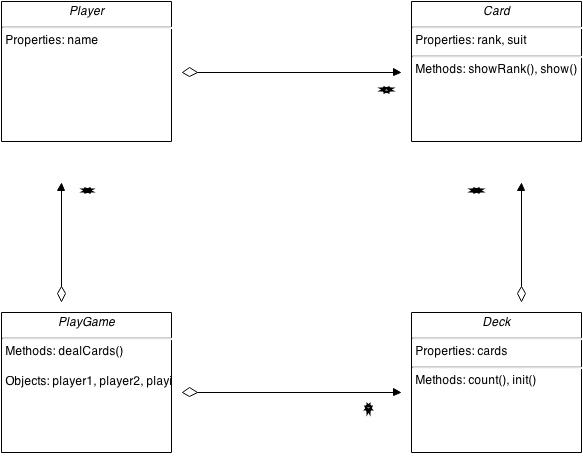 Player
Properties: name
Card
Properties: rank, suit
Methods: showRank(), show()
PlayGame
Methods: dealCards()
Objects: player1, player2, playi
Deck
Properties: cards
Methods: count(), init()